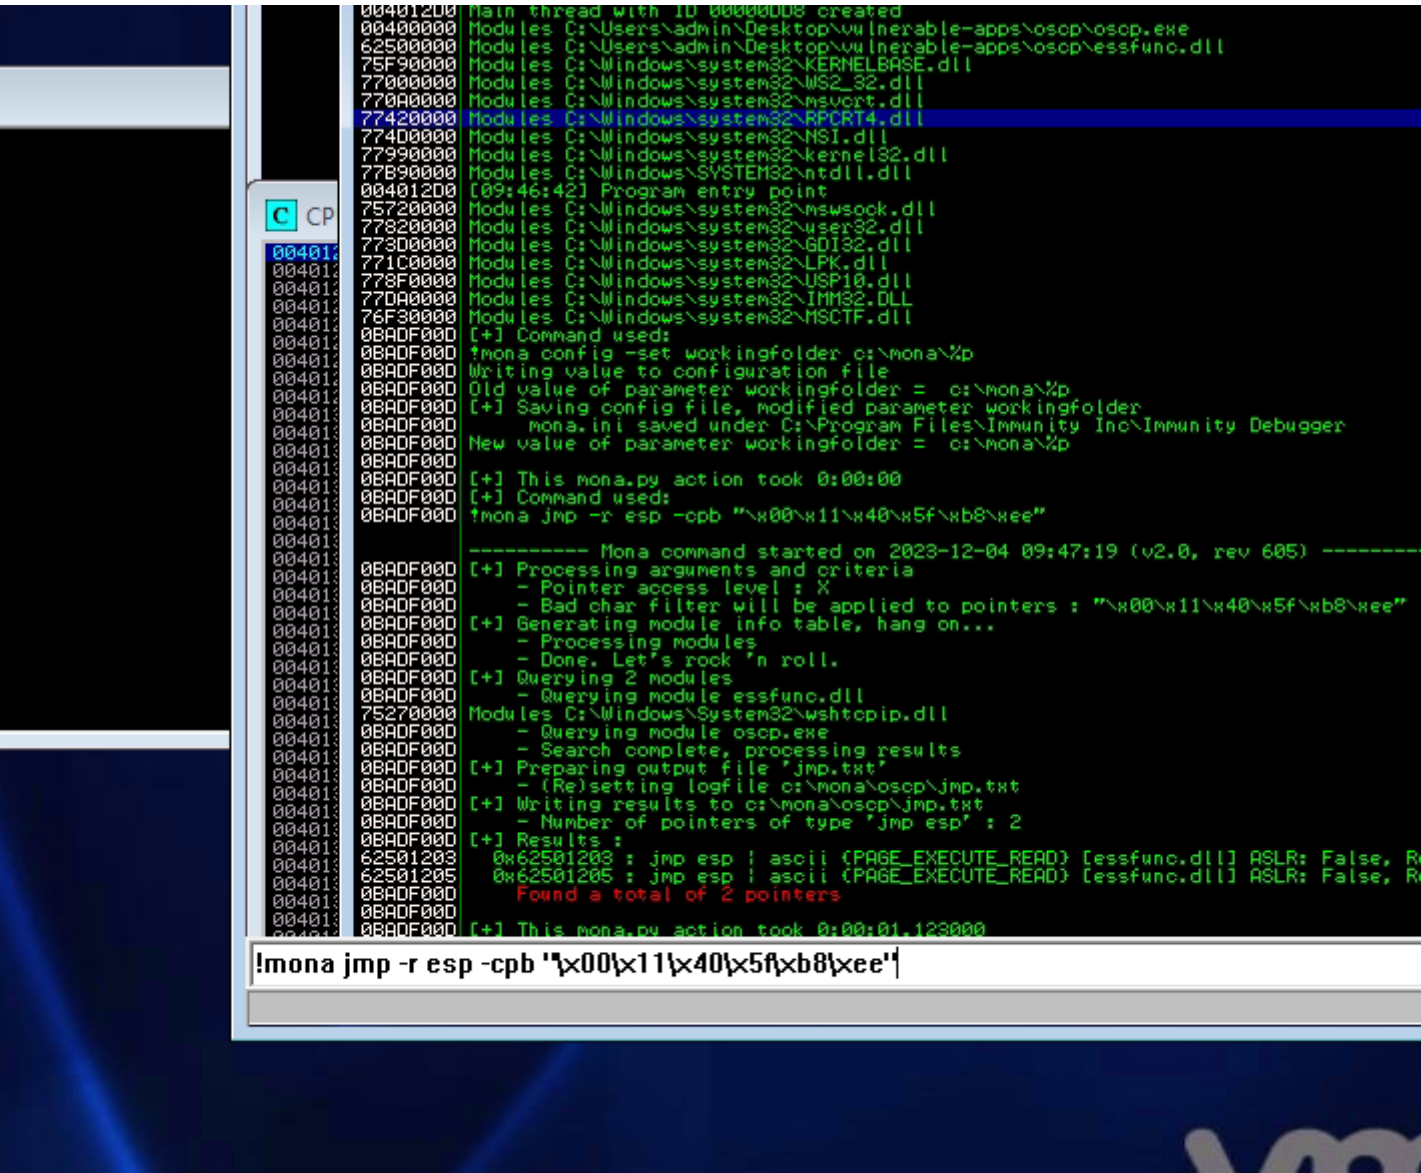 004012D0 Main thread with ID 00000DD8 created
00400000 Modules C:\Users\admin\Desktop\vulnerable-apps\oscp\oscp.exe
62500000 Modules C:\Users\admin\Desktop\vulnerable-apps\oscp\essfunc.dll
75F90000 Modules C:\Windows\system32\KERNELBASE.dll
77000000 Modules C:\Windows\system32\WS2_32.dll
770A0000 Modules C:\Windows\system32\msvcrt.dll
77420000 Modules C:\Windows\system32\RPCRT4.dll
774D0000 Modules C:\Windows\system32\NSI.dll
77990000 Modules C:\Windows\system32\kernel32.dll
77B90000 Modules C:\Windows\SYSTEM32\ntdll.dll
004012D0 [09:46:42] Program entry point
75720000 Modules C:\Windows\system32\mswsock.dll
77820000 Modules C:\Windows\system32\user32.dll
773D0000 Modules C:\Windows\system32\GDI32.dll
771C0000 Modules C:\Windows\system32\LPK.dll
778F0000 Modules C:\Windows\system32\USP10.dll
77DA0000 Modules C:\Windows\system32\IMM32.DLL
76F30000 Modules C:\Windows\system32\MSCTF.dll
0BADF00D [+] Command used:
0BADF00D !mona config -set workingfolder c:\mona\%p
0BADF00D Writing value to configuration file
0BADF00D Old value of parameter workingfolder =  c:\mona\%p
0BADF00D [+] Saving config file, modified parameter workingfolder
0BADF00D mona.ini saved under C:\Program Files\Immunity Inc\Immunity Debugger
0BADF00D New value of parameter workingfolder =  c:\mona\%p
0BADF00D
0BADF00D [+] This mona.py action took 0:00:00
0BADF00D [+] Command used:
0BADF00D !mona jmp -r esp -cpb "\x00\x11\x40\x5f\xb8\xee"
---------- Mona command started on 2023-12-04 09:47:19 (v2.0, rev 605) --------
0BADF00D [+] Processing arguments and criteria
0BADF00D - Pointer access level : X
0BADF00D - Bad char filter will be applied to pointers : "\x00\x11\x40\x5f\xb8\xee"
0BADF00D [+] Generating module info table, hang on...
0BADF00D - Processing modules
0BADF00D - Done. Let's rock 'n roll.
0BADF00D [+] Querying 2 modules
0BADF00D - Querying module essfunc.dll
75270000 Modules C:\Windows\System32\wshtcpip.dll
0BADF00D - Querying module oscp.exe
0BADF00D - Search complete, processing results
0BADF00D [+] Preparing output file 'jmp.txt'
0BADF00D - (Re)setting logfile c:\mona\oscp\jmp.txt
0BADF00D [+] Writing results to c:\mona\oscp\jmp.txt
0BADF00D - Number of pointers of type 'jmp esp' : 2
0BADF00D [+] Results :
62501203 0x62501203 : jmp esp | ascii {PAGE_EXECUTE_READ} [essfunc.dll] ASLR: False, Re
62501205 0x62501205 : jmp esp | ascii {PAGE_EXECUTE_READ} [essfunc.dll] ASLR: False, Re
0BADF00D Found a total of 2 pointers
0BADF00D
0BADF00D [+] This mona.py action took 0:00:01.123000
C CP
!mona jmp -r esp -cpb "\x00\x11\x40\x5f\xb8\xee"